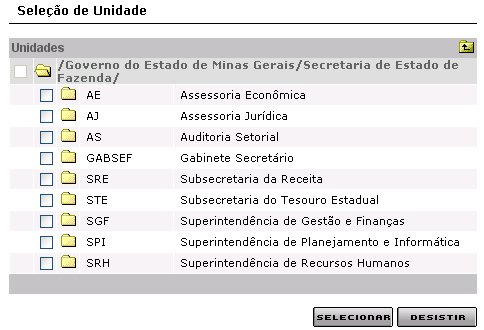 Seleção de Unidade
Unidades
/Governo do Estado de Minas Gerais/Secretaria de Estado de
Fazenda/
AE Assessoria Econômica
AJ Assessoria Jurídica
AS Auditoria Setorial
GABSEF Gabinete Secretário
SRE Subsecretaria da Receita
STE Subsecretaria do Tesouro Estadual
SGF Superintendência de Gestão e Finanças
SPI Superintendência de Planejamento e Informática
SRH Superintendência de Recursos Humanos
SELECIONAR DESISTIR